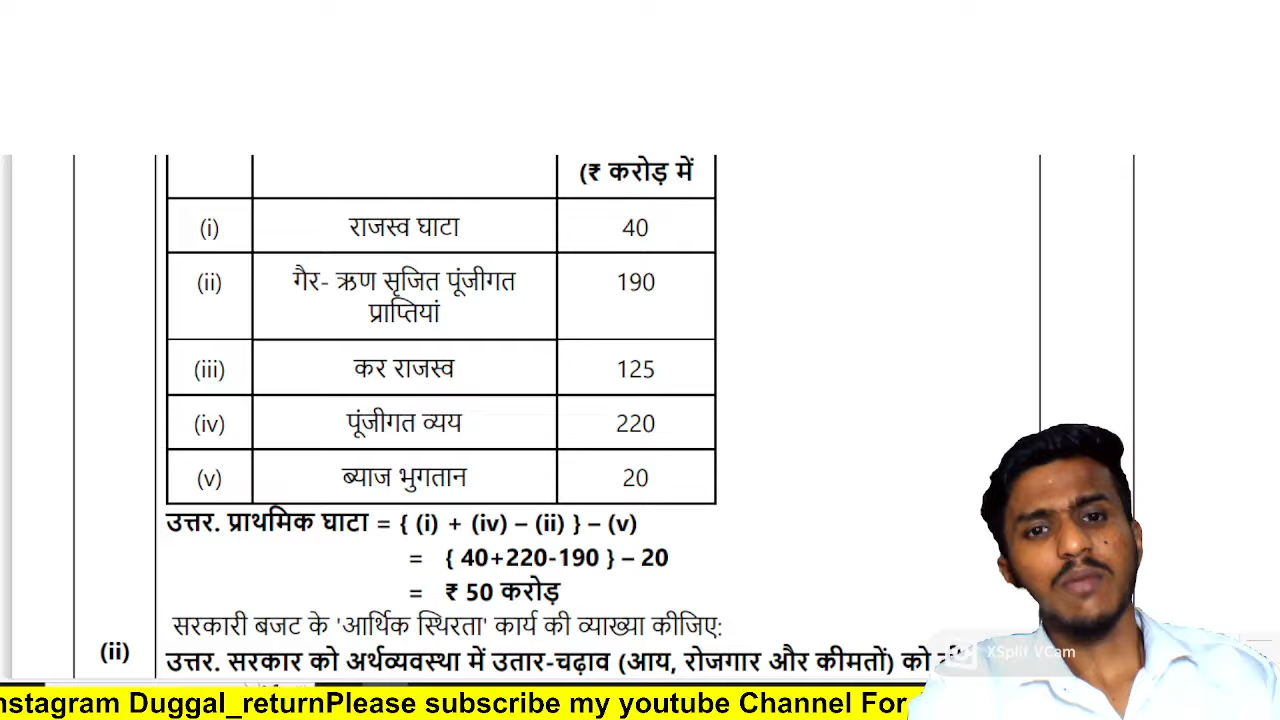 (₹ करोड़ में
(i) राजस्व घाटा 40
(ii) गैर- ऋण सृजित पूंजीगत 190
प्राप्तियां
(iii) कर राजस्व 125
(iv) पूंजीगत व्यय 220
(v) ब्याज भुगतान 20
उत्तर. प्राथमिक घाटा = { (i) + (iv) – (ii) } – (v)
= { 40+220-190 } – 20
= ₹ 50 करोड़
सरकारी बजट के 'आर्थिक स्थिरता' कार्य की व्याख्या कीजिए:
(ii)
उत्तर. सरकार को अर्थव्यवस्था में उतार-चढ़ाव (आय, रोजगार और कीमतों) को
XSplit VCam
nstagram Duggal_returnPlease subscribe my youtube Channel For